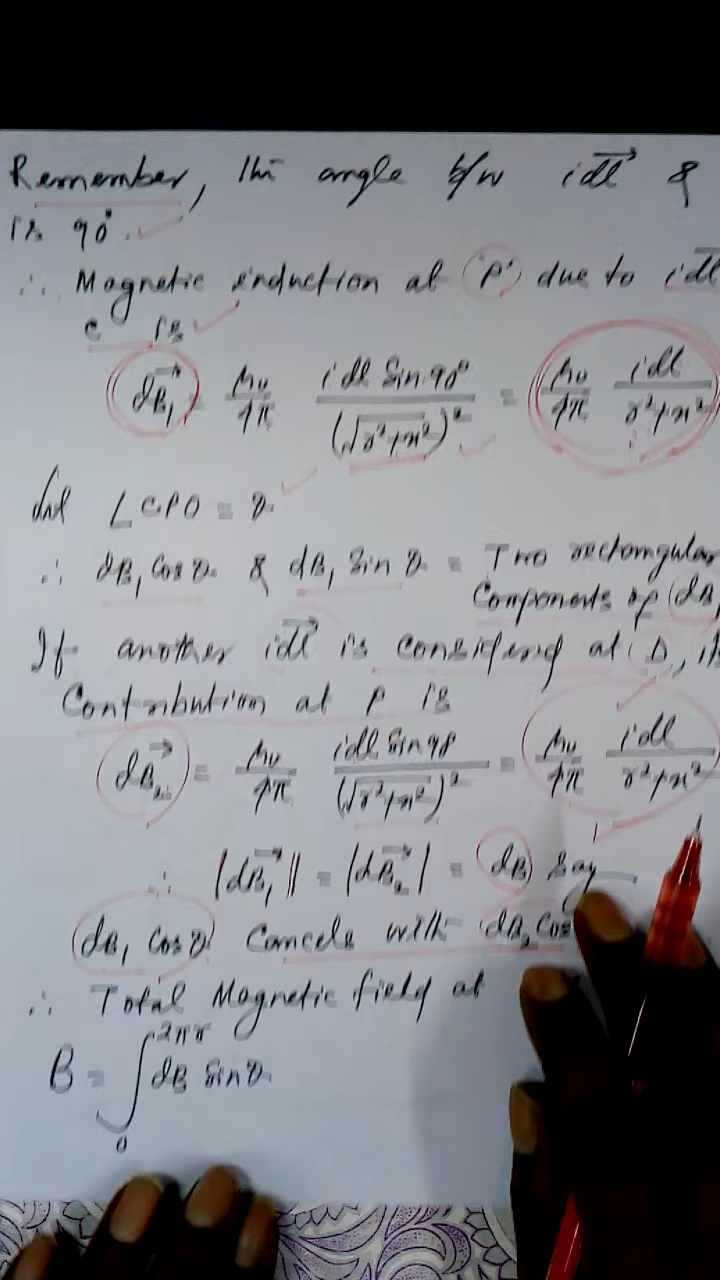 Remember, the angle b/w idl &
is 90°.
∴ Magnetic induction at 'P' due to idl
C is
dB₁ = μ₀/4π idl Sin 90°/(√r²+x²)² = μ₀/4π idl/r²+x²
Let ∠CPO = θ
∴ dB₁ Cos θ & dB₁ Sin θ = Two rectangular
Components of (dB₁
If another idl is considered at D, its
Contribution at P is
dB₂ = μ₀/4π idl Sin 90/(√r²+x²)² = μ₀/4π idl/r²+x²
∴ |dB₁| = |dB₂| = dB say
dB₁ Cos θ Cancels with dB₂ Cos
∴ Total Magnetic field at
B = ∫₀^2πr dB Sin θ